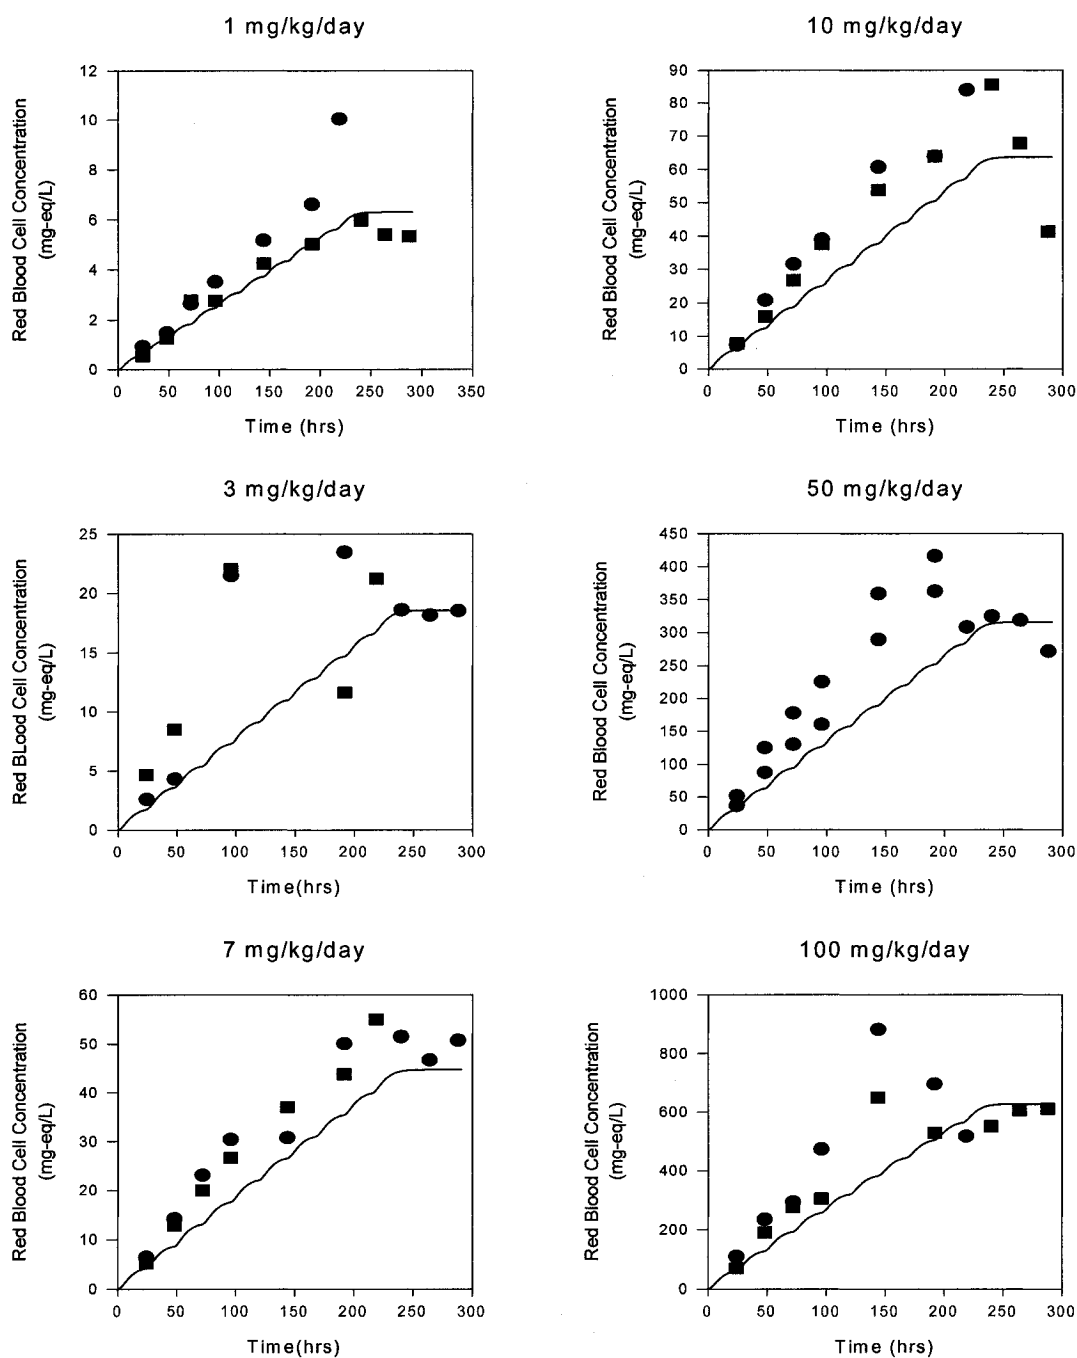 1 mg/kg/day
Red Blood Cell Concentration
(mg-eq/L)
12
10
8
6
4
2
0
0 50 100 150 200 250 300 350
Time (hrs)
10 mg/kg/day
Red Blood Cell Concentration
(mg-eq/L)
90
80
70
60
50
40
30
20
10
0
0 50 100 150 200 250 300
Time (hrs)
3 mg/kg/day
Red BLood Cell Concentration
(mg-eq/L)
25
20
15
10
5
0
0 50 100 150 200 250 300
Time(hrs)
50 mg/kg/day
Red Blood Cell Concentration
(mg-eq/L)
450
400
350
300
250
200
150
100
50
0
0 50 100 150 200 250 300
Time (hrs)
7 mg/kg/day
Red Blood Cell Concentration
(mg-eq/L)
60
50
40
30
20
10
0
0 50 100 150 200 250 300
Time(hrs)
100 mg/kg/day
Red Blood Cell Concentration
(mg-eq/L)
1000
800
600
400
200
0
0 50 100 150 200 250 300
Time (hrs)